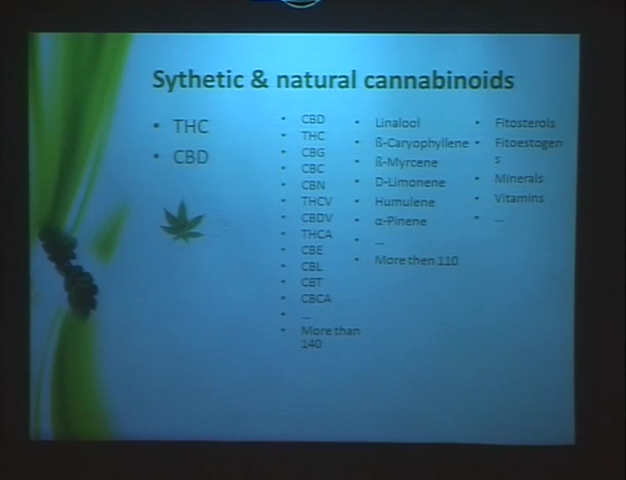 Sythetic & natural cannabinoids
• THC
• CBD
• CBD
• THC
• CBG
• CBC
• CBN
• THCV
• CBDV
• THCA
• CBE
• CBL
• CBT
• CBCA
• ...
• More than
140
• Linalool
• ß-Caryophyllene
• ß-Myrcene
• D-Limonene
• Humulene
• α-Pinene
• ...
• More then 110
• Fitosterols
• Fitoestogen
s
• Minerals
• Vitamins
• ...